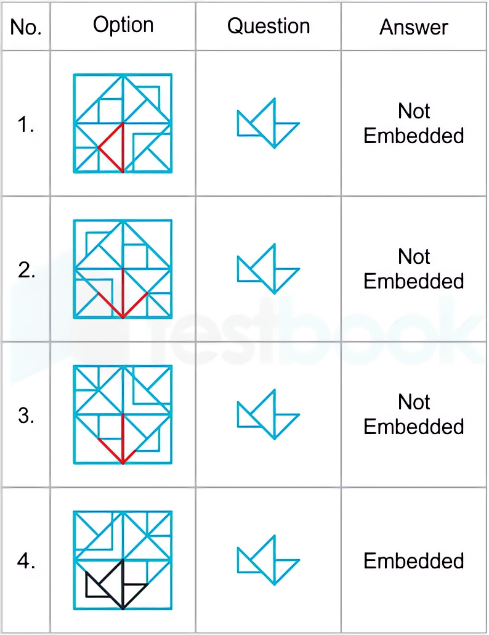 No. Option Question Answer
1. Not
Embedded
2. Not
Embedded
testbook
3. Not
Embedded
4. Embedded